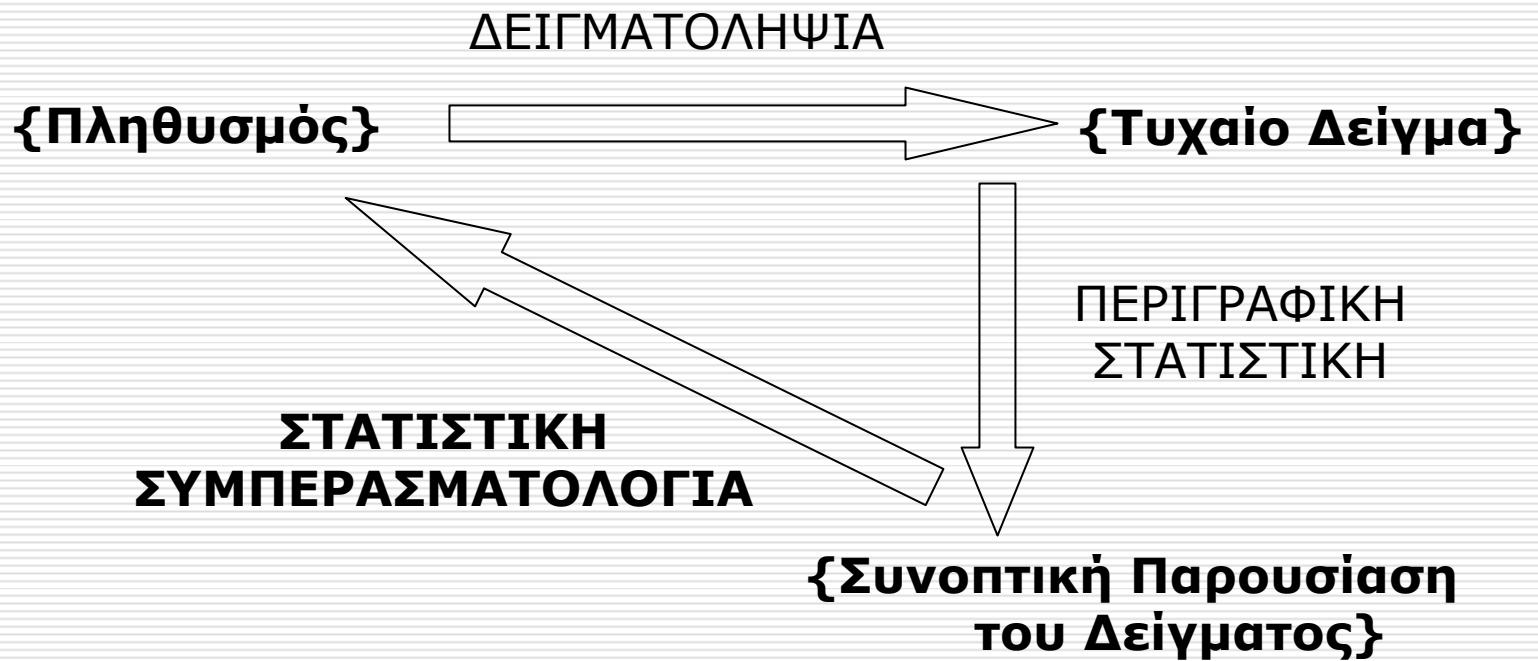 ΔΕΙΓΜΑΤΟΛΗΨΙΑ
{Πληθυσμός}
{Τυχαίο Δείγμα}
ΠΕΡΙΓΡΑΦΙΚΗ
ΣΤΑΤΙΣΤΙΚΗ
ΣΤΑΤΙΣΤΙΚΗ
ΣΥΜΠΕΡΑΣΜΑΤΟΛΟΓΙΑ
{Συνοπτική Παρουσίαση
του Δείγματος}